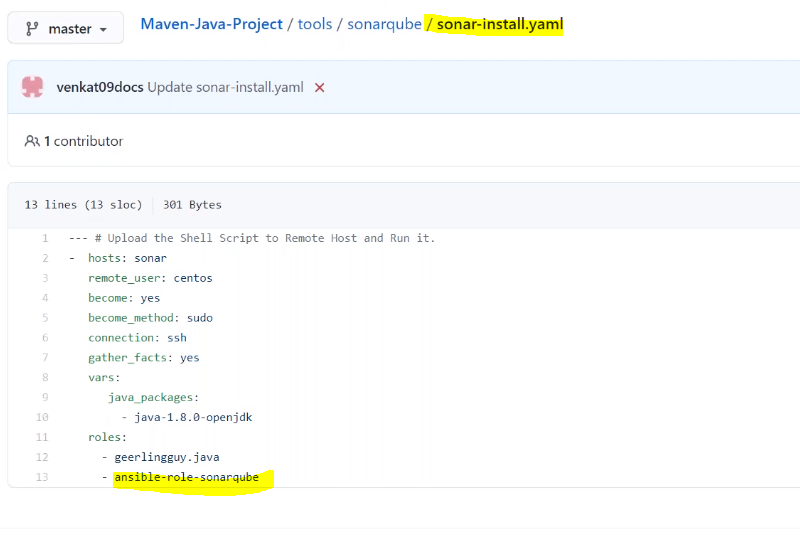 master Maven-Java-Project / tools / sonarqube / sonar-install.yaml
venkat09docs Update sonar-install.yaml
1 contributor
13 lines (13 sloc) 301 Bytes
1 --- # Upload the Shell Script to Remote Host and Run it.
2 - hosts: sonar
3 remote_user: centos
4 become: yes
5 become_method: sudo
6 connection: ssh
7 gather_facts: yes
8 vars:
9 java_packages:
10 - java-1.8.0-openjdk
11 roles:
12 - geerlingguy.java
13 - ansible-role-sonarqube